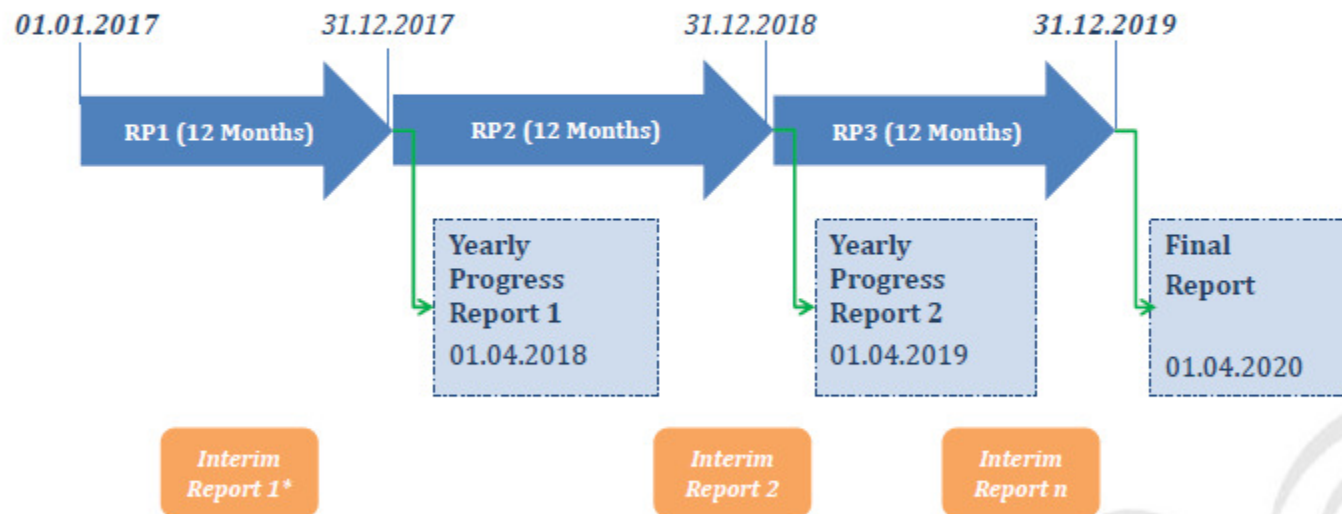 01.01.2017
31.12.2017
31.12.2018
31.12.2019
RP1 (12 Months)
RP2 (12 Months)
RP3 (12 Months)
Yearly
Progress
Report 1
01.04.2018
Yearly
Progress
Report 2
01.04.2019
Final
Report
01.04.2020
Interim
Report 1*
Interim
Report 2
Interim
Report n